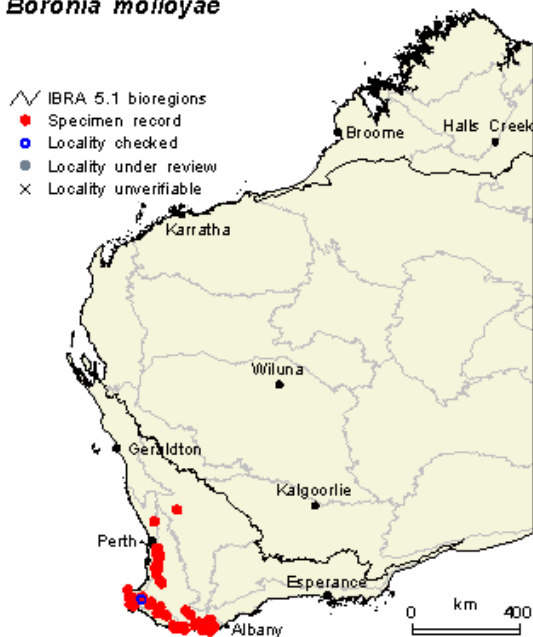 Boronia molloyae
IBRA 5.1 bioregions
Specimen record
Locality checked
Locality under review
Locality unverifiable
Broome
Halls Creek
Karratha
Wiluna
Geraldton
Kalgoorlie
Perth
Esperance
Albany
0 km 400